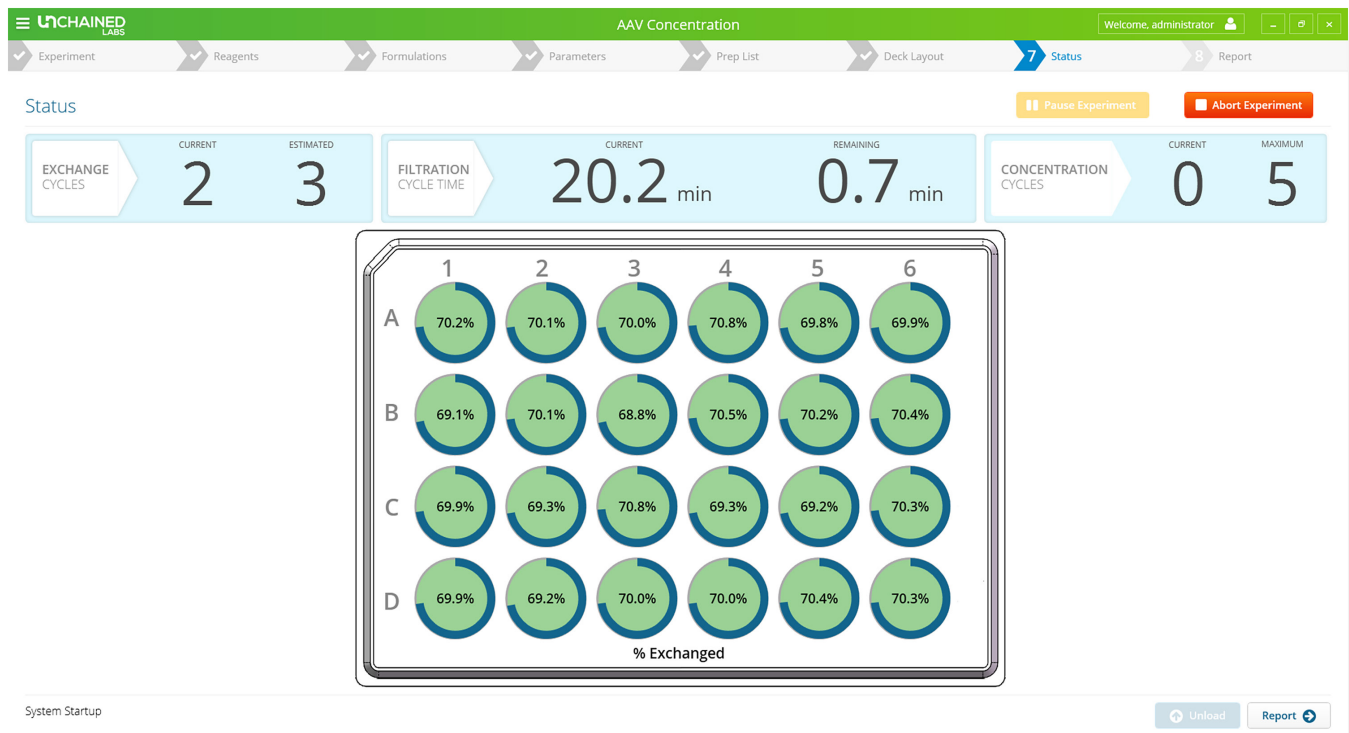 UNCHAINED LABS
AAV Concentration
Welcome, administrator
Experiment
Reagents
Formulations
Parameters
Prep List
Deck Layout
7 Status
8 Report
Status
Pause Experiment
Abort Experiment
EXCHANGE CYCLES
CURRENT
2
ESTIMATED
3
FILTRATION CYCLE TIME
CURRENT
20.2 min
REMAINING
0.7 min
CONCENTRATION CYCLES
CURRENT
0
MAXIMUM
5
1 2 3 4 5 6
A 70.2% 70.1% 70.0% 70.8% 69.8% 69.9%
B 69.1% 70.1% 68.8% 70.5% 70.2% 70.4%
C 69.9% 69.3% 70.8% 69.3% 69.2% 70.3%
D 69.9% 69.2% 70.0% 70.0% 70.4% 70.3%
% Exchanged
System Startup
Unload
Report